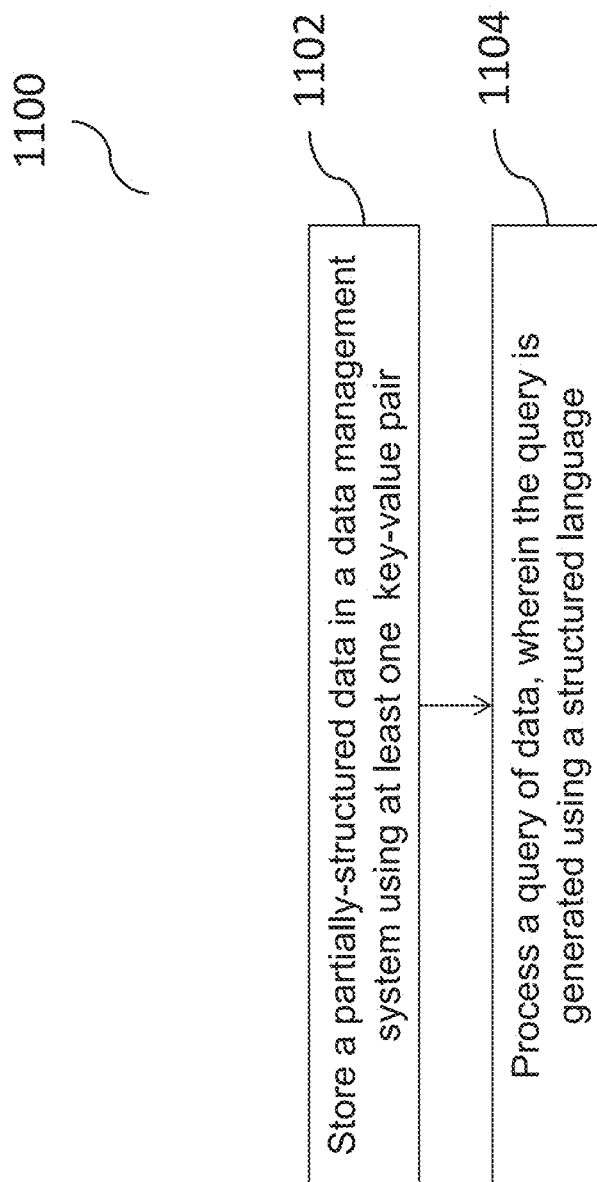 1100
1102
Store a partially-structured data in a data management
system using at least one key-value pair
1104
Process a query of data, wherein the query is
generated using a structured language